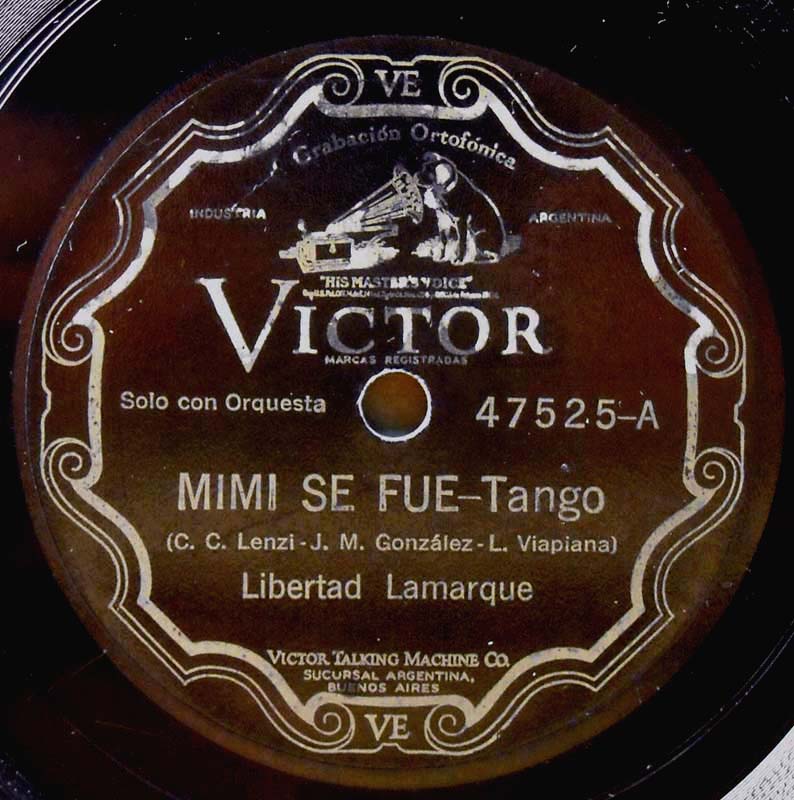 VE
Grabación Ortofónica
INDUSTRIA ARGENTINA
"HIS MASTER'S VOICE"
VICTOR
MARCAS REGISTRADAS
Solo con Orquesta 47525-A
MIMI SE FUE-Tango
(C. C. Lenzi - J. M. González - L. Viapiana)
Libertad Lamarque
VICTOR TALKING MACHINE CO.
SUCURSAL ARGENTINA,
BUENOS AIRES
VE